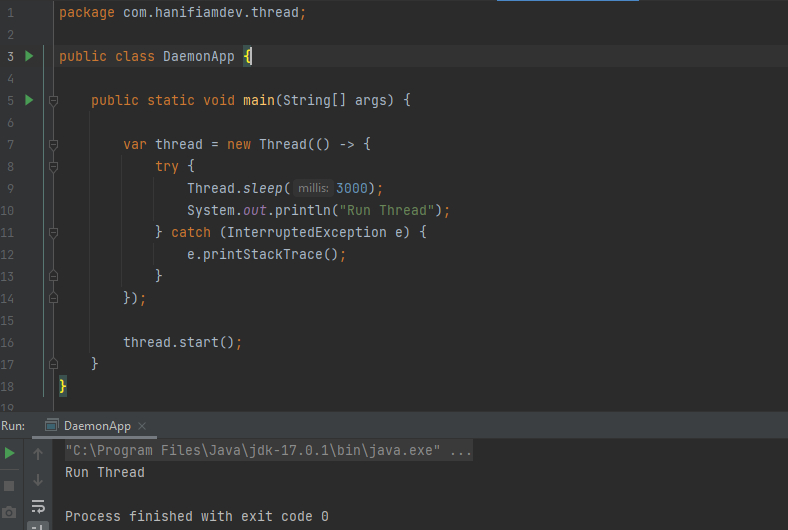 1 package com.hanifiamdev.thread;
2
3 public class DaemonApp {
4
5 public static void main(String[] args) {
6
7 var thread = new Thread(() -> {
8 try {
9 Thread.sleep( millis: 3000);
10 System.out.println("Run Thread");
11 } catch (InterruptedException e) {
12 e.printStackTrace();
13 }
14 });
15
16 thread.start();
17 }
18 }
19
Run: DaemonApp ×
"C:\Program Files\Java\jdk-17.0.1\bin\java.exe" ...
Run Thread
Process finished with exit code 0